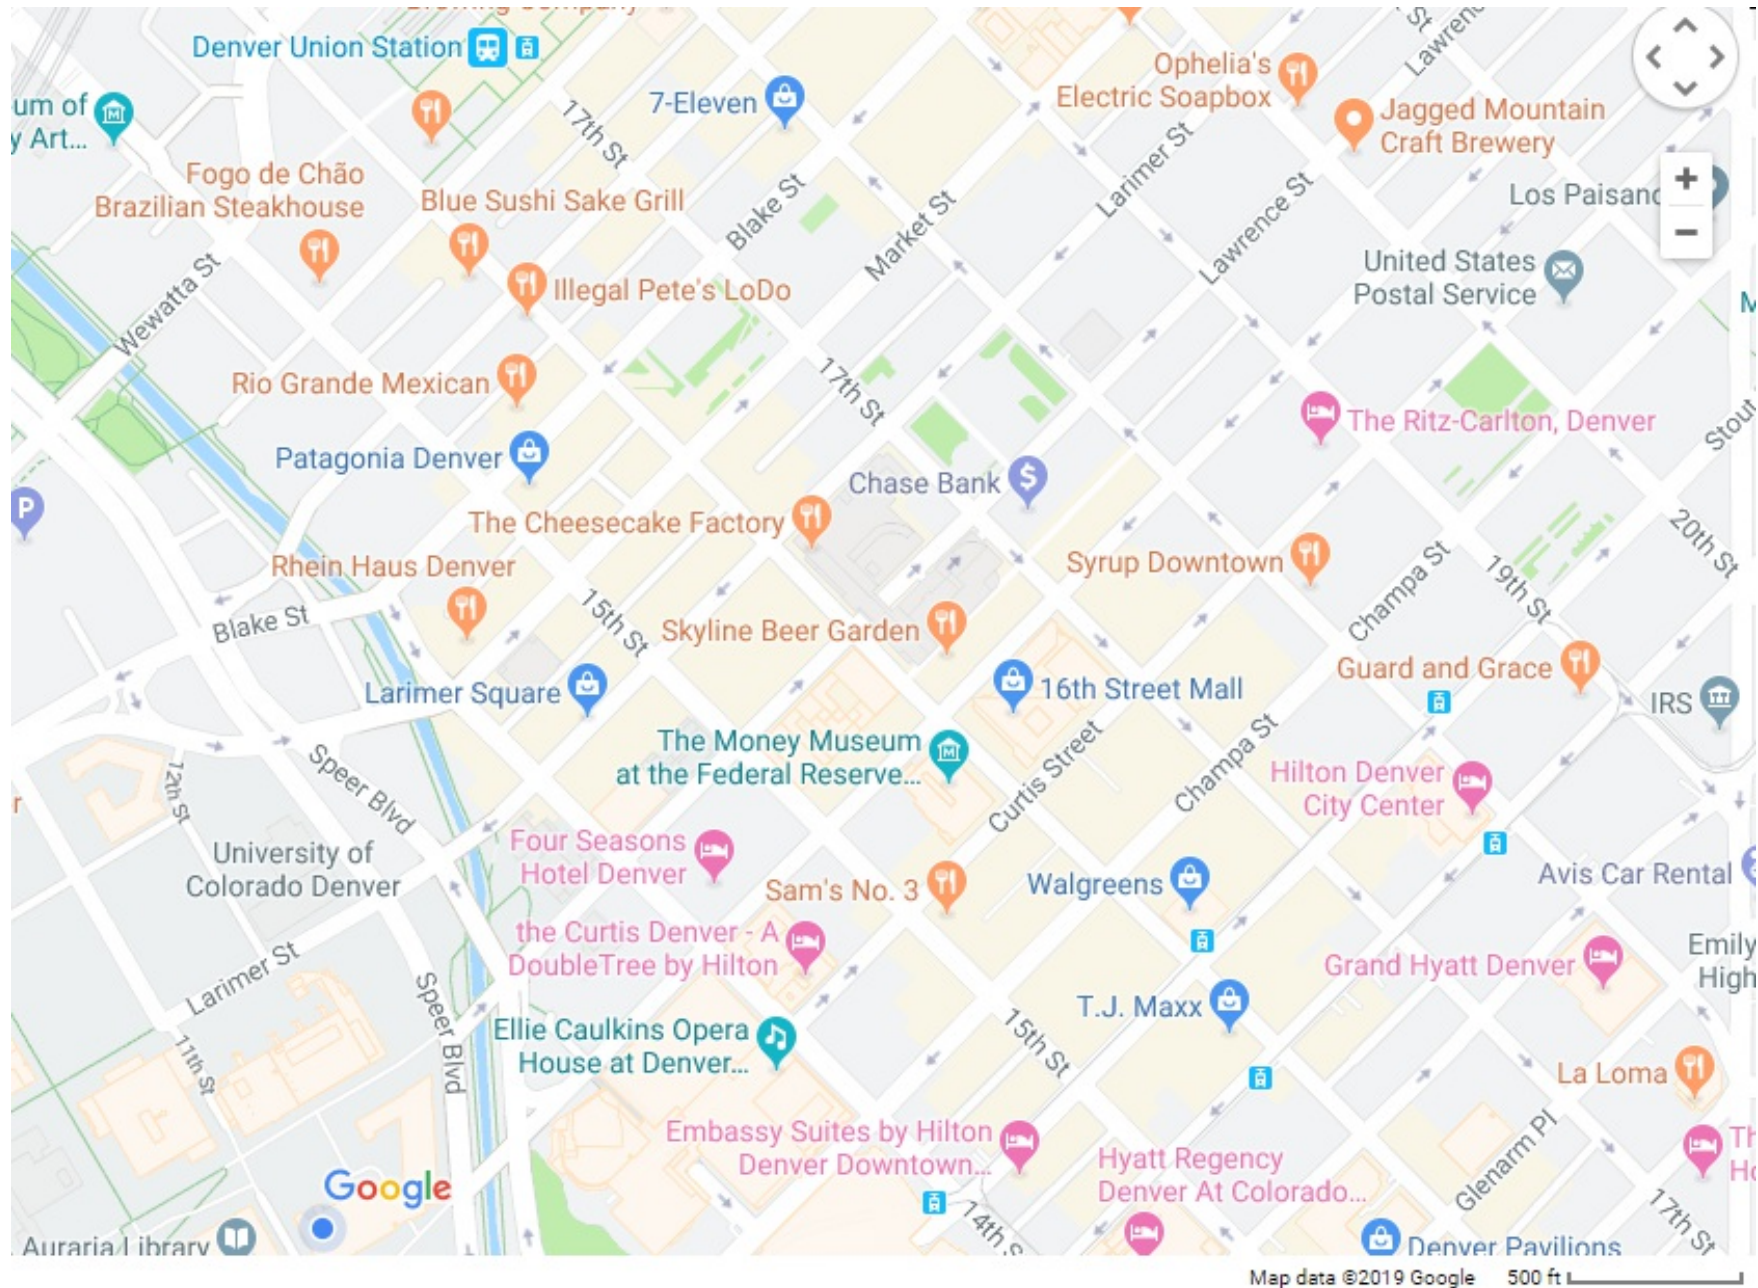 Brewing Company
Denver Union Station
7-Eleven
Ophelia's
Electric Soapbox
St
Lawrenc
Jagged Mountain
Craft Brewery
um of
y Art...
17th St
Larimer St
Fogo de Chão
Brazilian Steakhouse
Blue Sushi Sake Grill
Blake St
Market St
Lawrence St
Los Paisano
+
−
United States
Postal Service
Wewatta St
Illegal Pete's LoDo
M
Rio Grande Mexican
17th St
The Ritz-Carlton, Denver
Stout
Patagonia Denver
Chase Bank
$
P
The Cheesecake Factory
20th St
Rhein Haus Denver
Syrup Downtown
Champa St
19th St
Blake St
15th St
Skyline Beer Garden
Guard and Grace
Larimer Square
16th Street Mall
IRS
The Money Museum
at the Federal Reserve...
M
12th St
Speer Blvd
Curtis Street
Champa St
Hilton Denver
City Center
r
University of
Colorado Denver
Four Seasons
Hotel Denver
Sam's No. 3
Walgreens
Avis Car Rental
the Curtis Denver - A
DoubleTree by Hilton
Larimer St
Speer Blvd
Grand Hyatt Denver
Emily
High
T.J. Maxx
Ellie Caulkins Opera
House at Denver...
15th St
11th St
La Loma
Embassy Suites by Hilton
Denver Downtown...
Hyatt Regency
Denver At Colorado...
Glenarm Pl
Th
Ho
Google
14th S
17th St
Auraria Library
Denver Pavilions
Map data ©2019 Google
500 ft